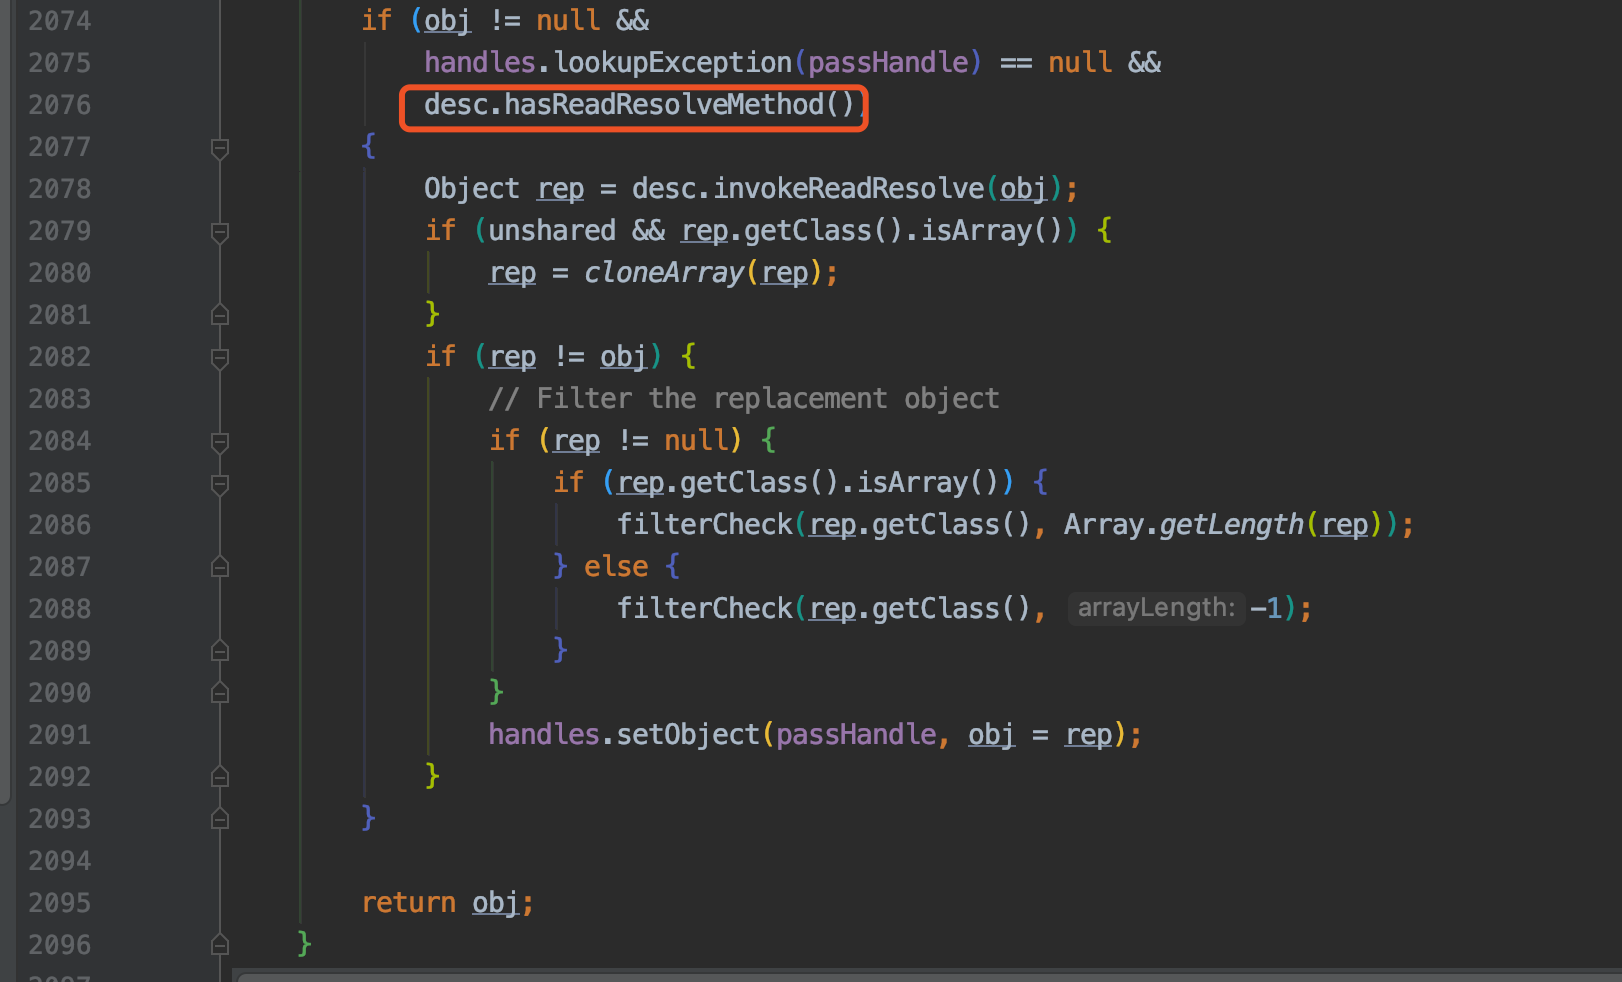 2074 if (obj != null &&
2075 handles.lookupException(passHandle) == null &&
2076 desc.hasReadResolveMethod())
2077 {
2078 Object rep = desc.invokeReadResolve(obj);
2079 if (unshared && rep.getClass().isArray()) {
2080 rep = cloneArray(rep);
2081 }
2082 if (rep != obj) {
2083 // Filter the replacement object
2084 if (rep != null) {
2085 if (rep.getClass().isArray()) {
2086 filterCheck(rep.getClass(), Array.getLength(rep));
2087 } else {
2088 filterCheck(rep.getClass(), arrayLength: -1);
2089 }
2090 }
2091 handles.setObject(passHandle, obj = rep);
2092 }
2093 }
2094
2095 return obj;
2096 }